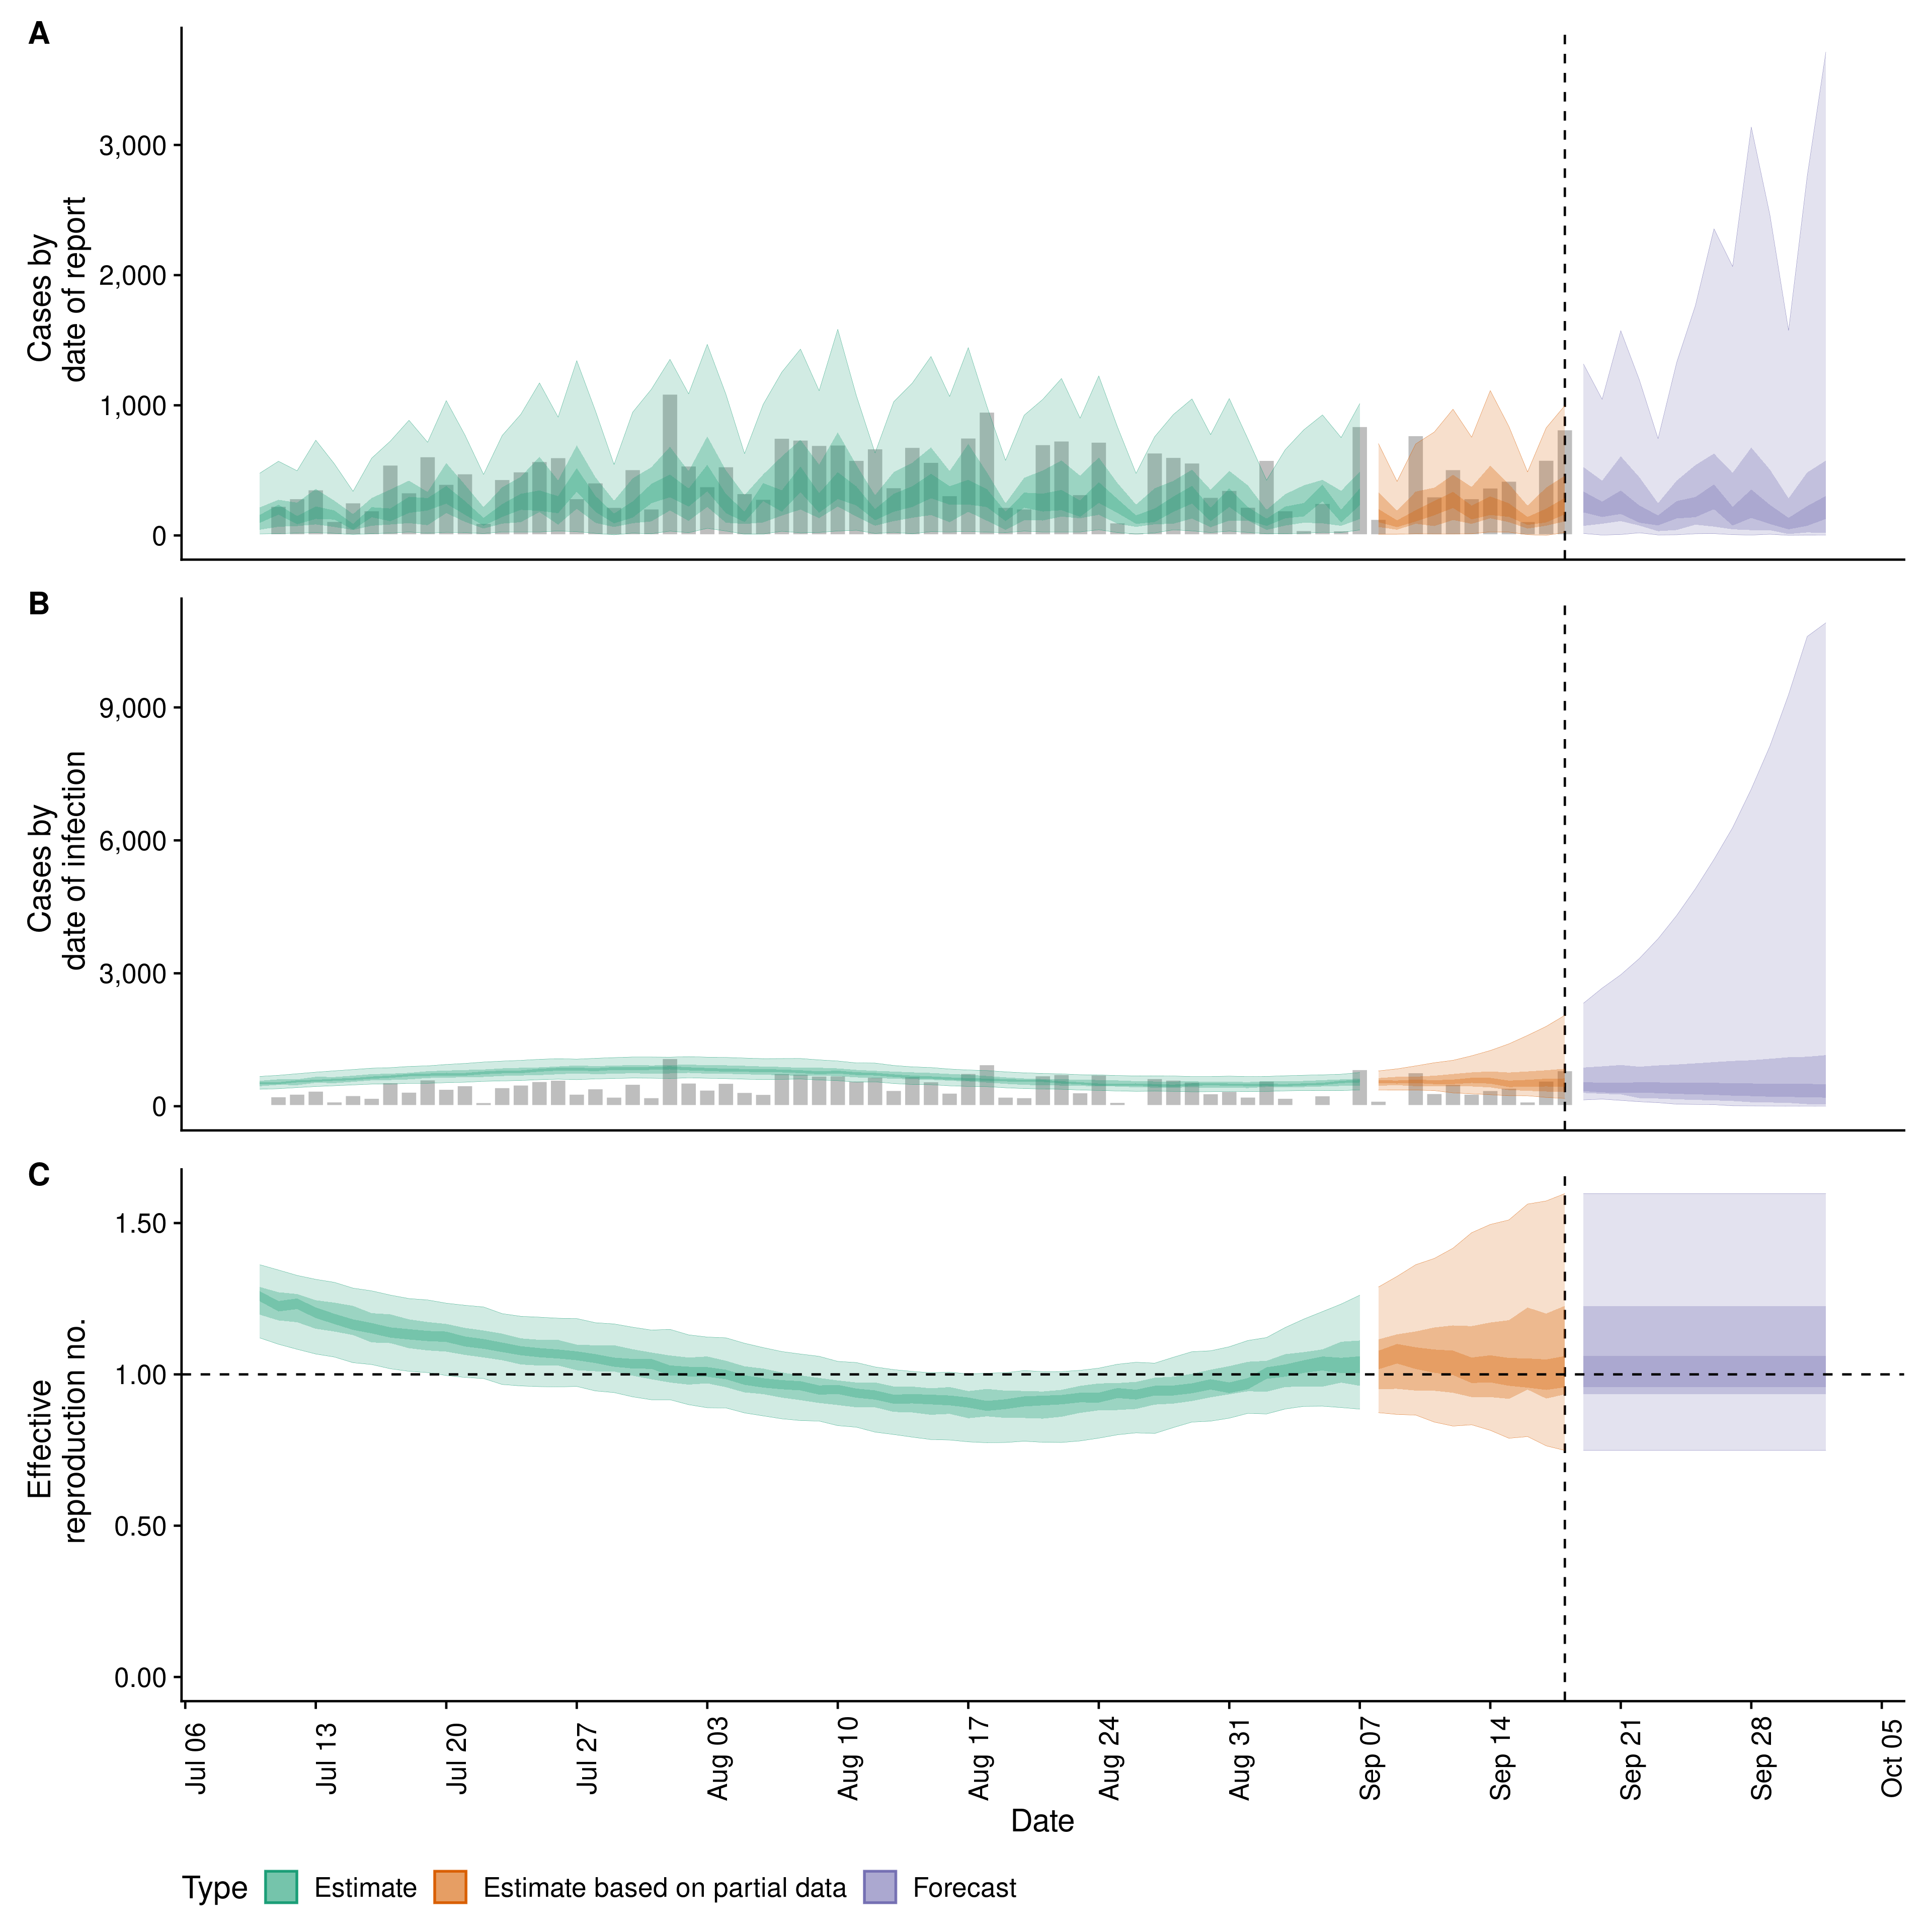 A
Cases by
date of report
3,000
2,000
1,000
0
B
Cases by
date of infection
9,000
6,000
3,000
0
C
Effective
reproduction no.
1.50
1.00
0.50
0.00
Jul 06
Jul 13
Jul 20
Jul 27
Aug 03
Aug 10
Aug 17
Aug 24
Aug 31
Sep 07
Sep 14
Sep 21
Sep 28
Oct 05
Date
Type Estimate Estimate based on partial data Forecast